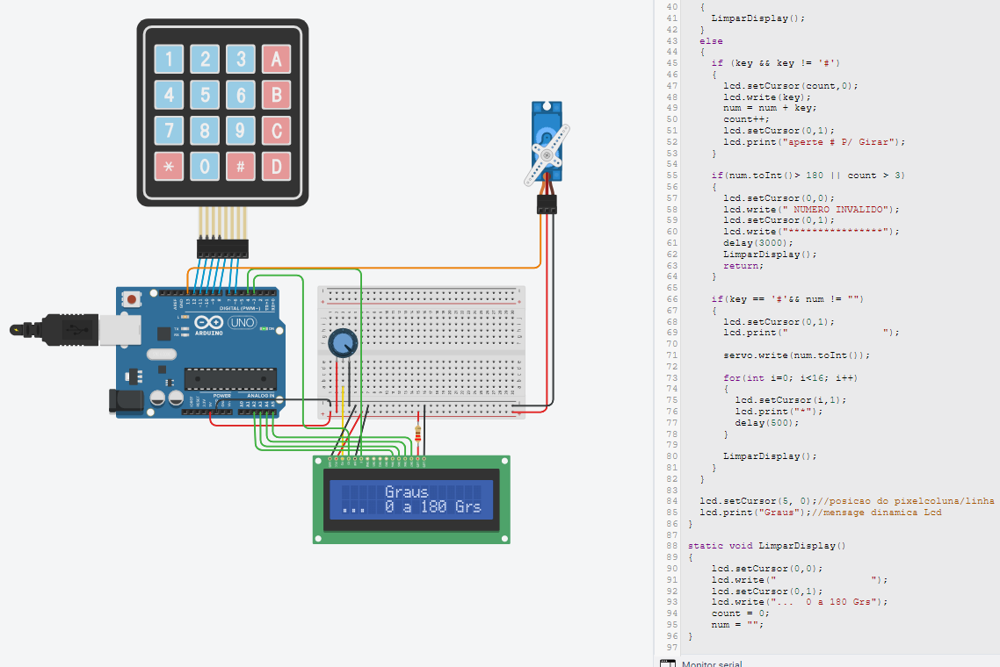 1 2 3 A
4 5 6 B
7 8 9 C
* 0 # D
DIGITAL (PWM~)
TX
RX
ARDUINO
UNO
ON
POWER
ANALOG IN
Graus
... 0 a 180 Grs
40 {
41 LimparDisplay();
42 }
43 else
44 {
45 if (key && key != '#')
46 {
47 lcd.setCursor(count,0);
48 lcd.write(key);
49 num = num + key;
50 count++;
51 lcd.setCursor(0,1);
52 lcd.print("aperte # P/ Girar");
53 }
54
55 if(num.toInt()> 180 || count > 3)
56 {
57 lcd.setCursor(0,0);
58 lcd.write(" NUMERO INVALIDO");
59 lcd.setCursor(0,1);
60 lcd.write("****************");
61 delay(3000);
62 LimparDisplay();
63 return;
64 }
65
66 if(key == '#'&& num != "")
67 {
68 lcd.setCursor(0,1);
69 lcd.print("                ");
70
71 servo.write(num.toInt());
72
73 for(int i=0; i<16; i++)
74 {
75 lcd.setCursor(i,1);
76 lcd.print("*");
77 delay(500);
78 }
79
80 LimparDisplay();
81 }
82 }
83
84 lcd.setCursor(5, 0);//posicao do pixelcoluna/linha
85 lcd.print("Graus");//mensage dinamica Lcd
86 }
87
88 static void LimparDisplay()
89 {
90 lcd.setCursor(0,0);
91 lcd.write("                ");
92 lcd.setCursor(0,1);
93 lcd.write("...  0 a 180 Grs");
94 count = 0;
95 num = "";
96 }
97
Monitor serial